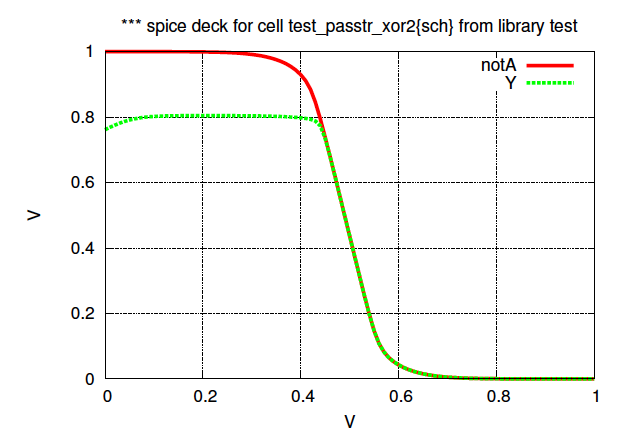 *** spice deck for cell test_passtr_xor2{sch} from library test
notA
Y
1
0.8
0.6
0.4
0.2
0
V
0 0.2 0.4 0.6 0.8 1
V